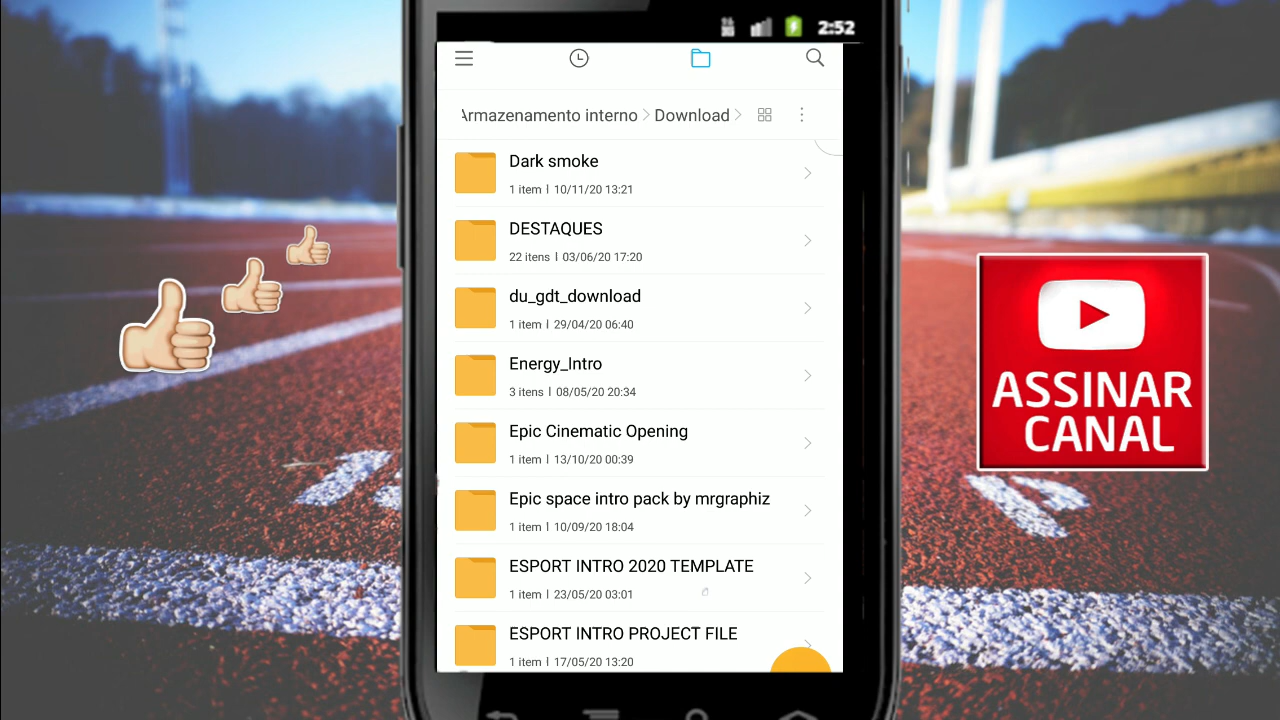 2:52
Armazenamento interno > Download >
Dark smoke
1 item | 10/11/20 13:21
DESTAQUES
22 itens | 03/06/20 17:20
du_gdt_download
1 item | 29/04/20 06:40
Energy_Intro
3 itens | 08/05/20 20:34
Epic Cinematic Opening
1 item | 13/10/20 00:39
Epic space intro pack by mrgraphiz
1 item | 10/09/20 18:04
ESPORT INTRO 2020 TEMPLATE
1 item | 23/05/20 03:01
ESPORT INTRO PROJECT FILE
1 item | 17/05/20 13:20
ASSINAR
CANAL